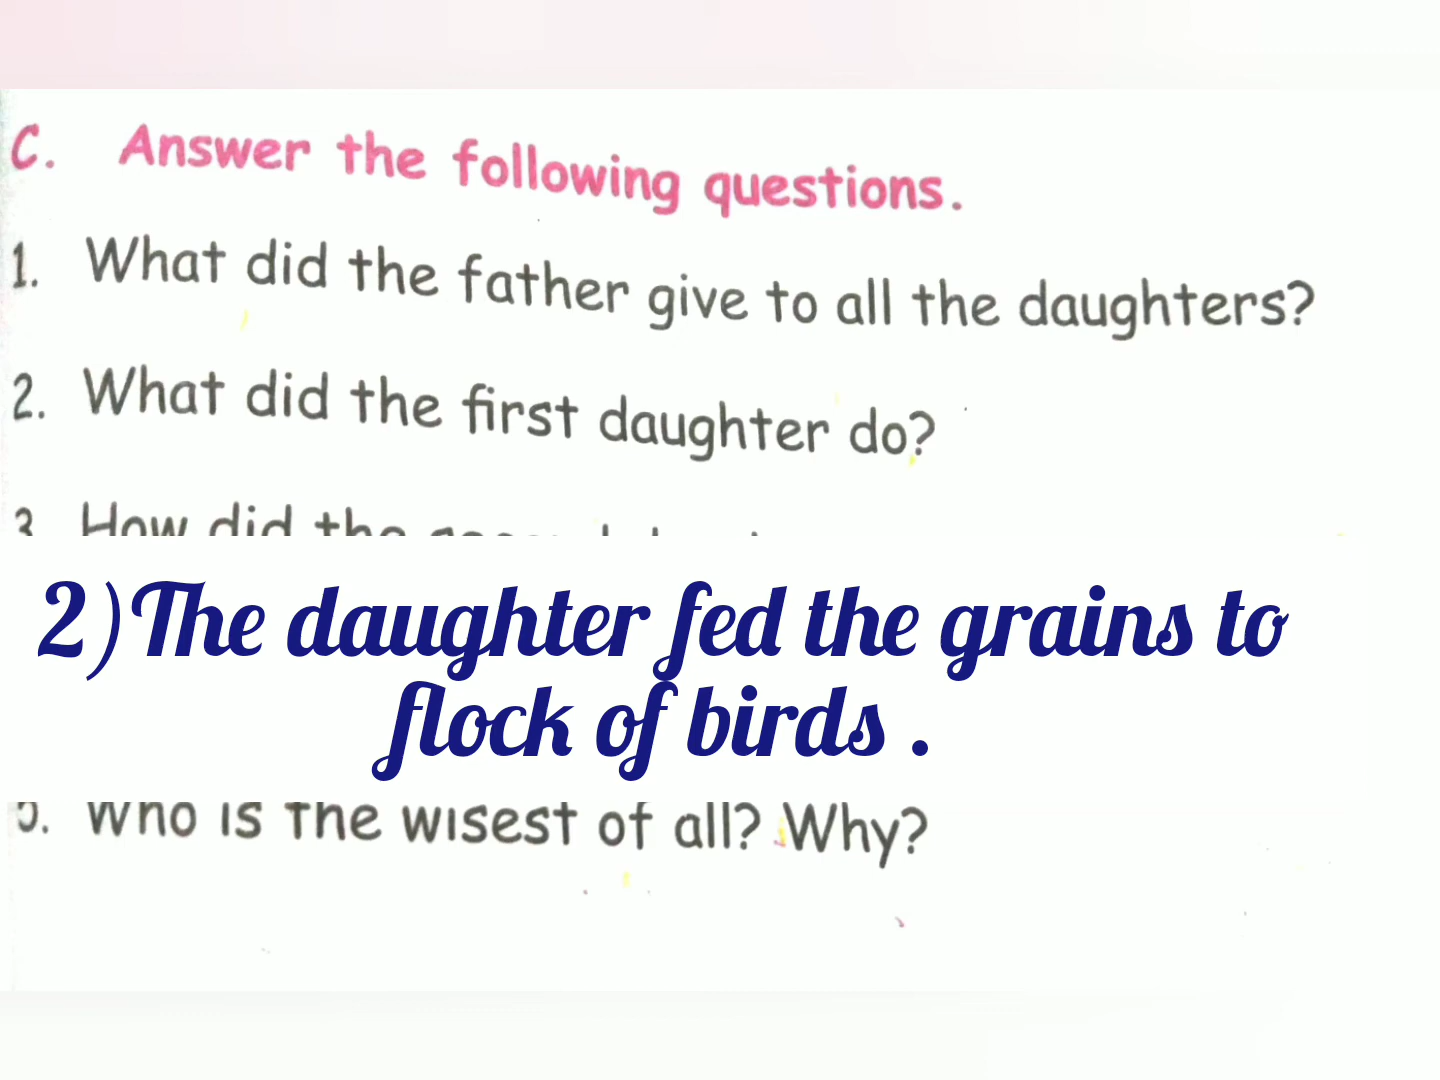 C. Answer the following questions.
1. What did the father give to all the daughters?
2. What did the first daughter do?
3 How did the
2)The daughter fed the grains to
flock of birds .
5. Who is the wisest of all? Why?